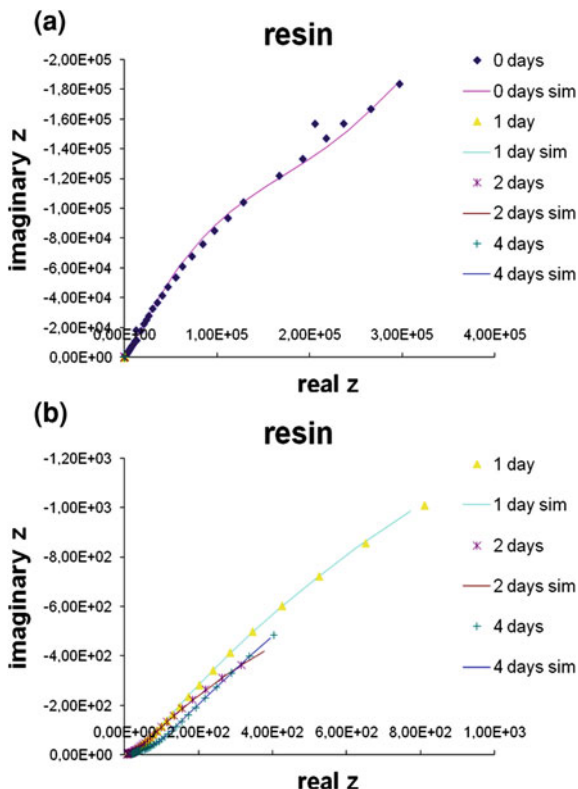 (a)
resin
-2,00E+05
-1,80E+05
-1,60E+05
-1,40E+05
-1,20E+05
-1,00E+05
-8,00E+04
-6,00E+04
-4,00E+04
-2,00E+04
0,00E+00
imaginary z
0,00E+00 1,00E+05 2,00E+05 3,00E+05 4,00E+05
real z
0 days
0 days sim
1 day
1 day sim
2 days
2 days sim
4 days
4 days sim
(b)
resin
-1,20E+03
-1,00E+03
-8,00E+02
-6,00E+02
-4,00E+02
-2,00E+02
0,00E+00
imaginary z
0,00E+00 2,00E+02 4,00E+02 6,00E+02 8,00E+02 1,00E+03
real z
1 day
1 day sim
2 days
2 days sim
4 days
4 days sim